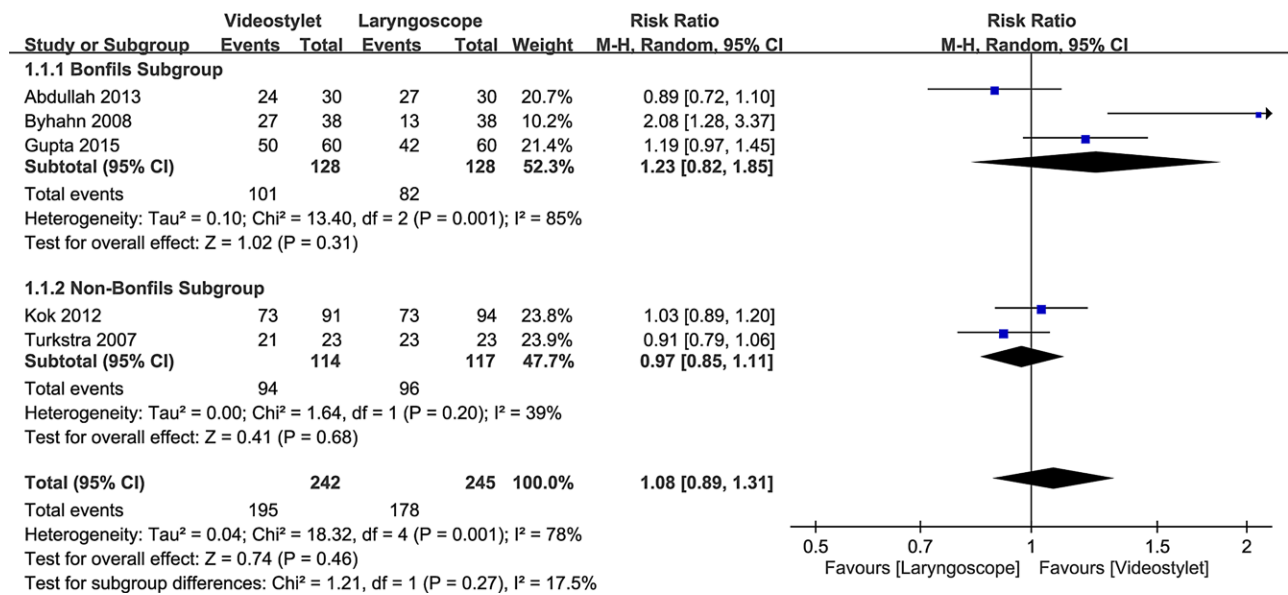 Videostylet Laryngoscope Risk Ratio Risk Ratio
Study or Subgroup Events Total Events Total Weight M-H, Random, 95% CI M-H, Random, 95% CI
1.1.1 Bonfils Subgroup
Abdullah 2013 24 30 27 30 20.7% 0.89 [0.72, 1.10]
Byhahn 2008 27 38 13 38 10.2% 2.08 [1.28, 3.37]
Gupta 2015 50 60 42 60 21.4% 1.19 [0.97, 1.45]
Subtotal (95% CI) 128 128 52.3% 1.23 [0.82, 1.85]
Total events 101 82
Heterogeneity: Tau² = 0.10; Chi² = 13.40, df = 2 (P = 0.001); I² = 85%
Test for overall effect: Z = 1.02 (P = 0.31)
1.1.2 Non-Bonfils Subgroup
Kok 2012 73 91 73 94 23.8% 1.03 [0.89, 1.20]
Turkstra 2007 21 23 23 23 23.9% 0.91 [0.79, 1.06]
Subtotal (95% CI) 114 117 47.7% 0.97 [0.85, 1.11]
Total events 94 96
Heterogeneity: Tau² = 0.00; Chi² = 1.64, df = 1 (P = 0.20); I² = 39%
Test for overall effect: Z = 0.41 (P = 0.68)
Total (95% CI) 242 245 100.0% 1.08 [0.89, 1.31]
Total events 195 178
Heterogeneity: Tau² = 0.04; Chi² = 18.32, df = 4 (P = 0.001); I² = 78%
Test for overall effect: Z = 0.74 (P = 0.46)
Test for subgroup differences: Chi² = 1.21, df = 1 (P = 0.27), I² = 17.5%
0.5 0.7 1 1.5 2
Favours [Laryngoscope] Favours [Videostylet]